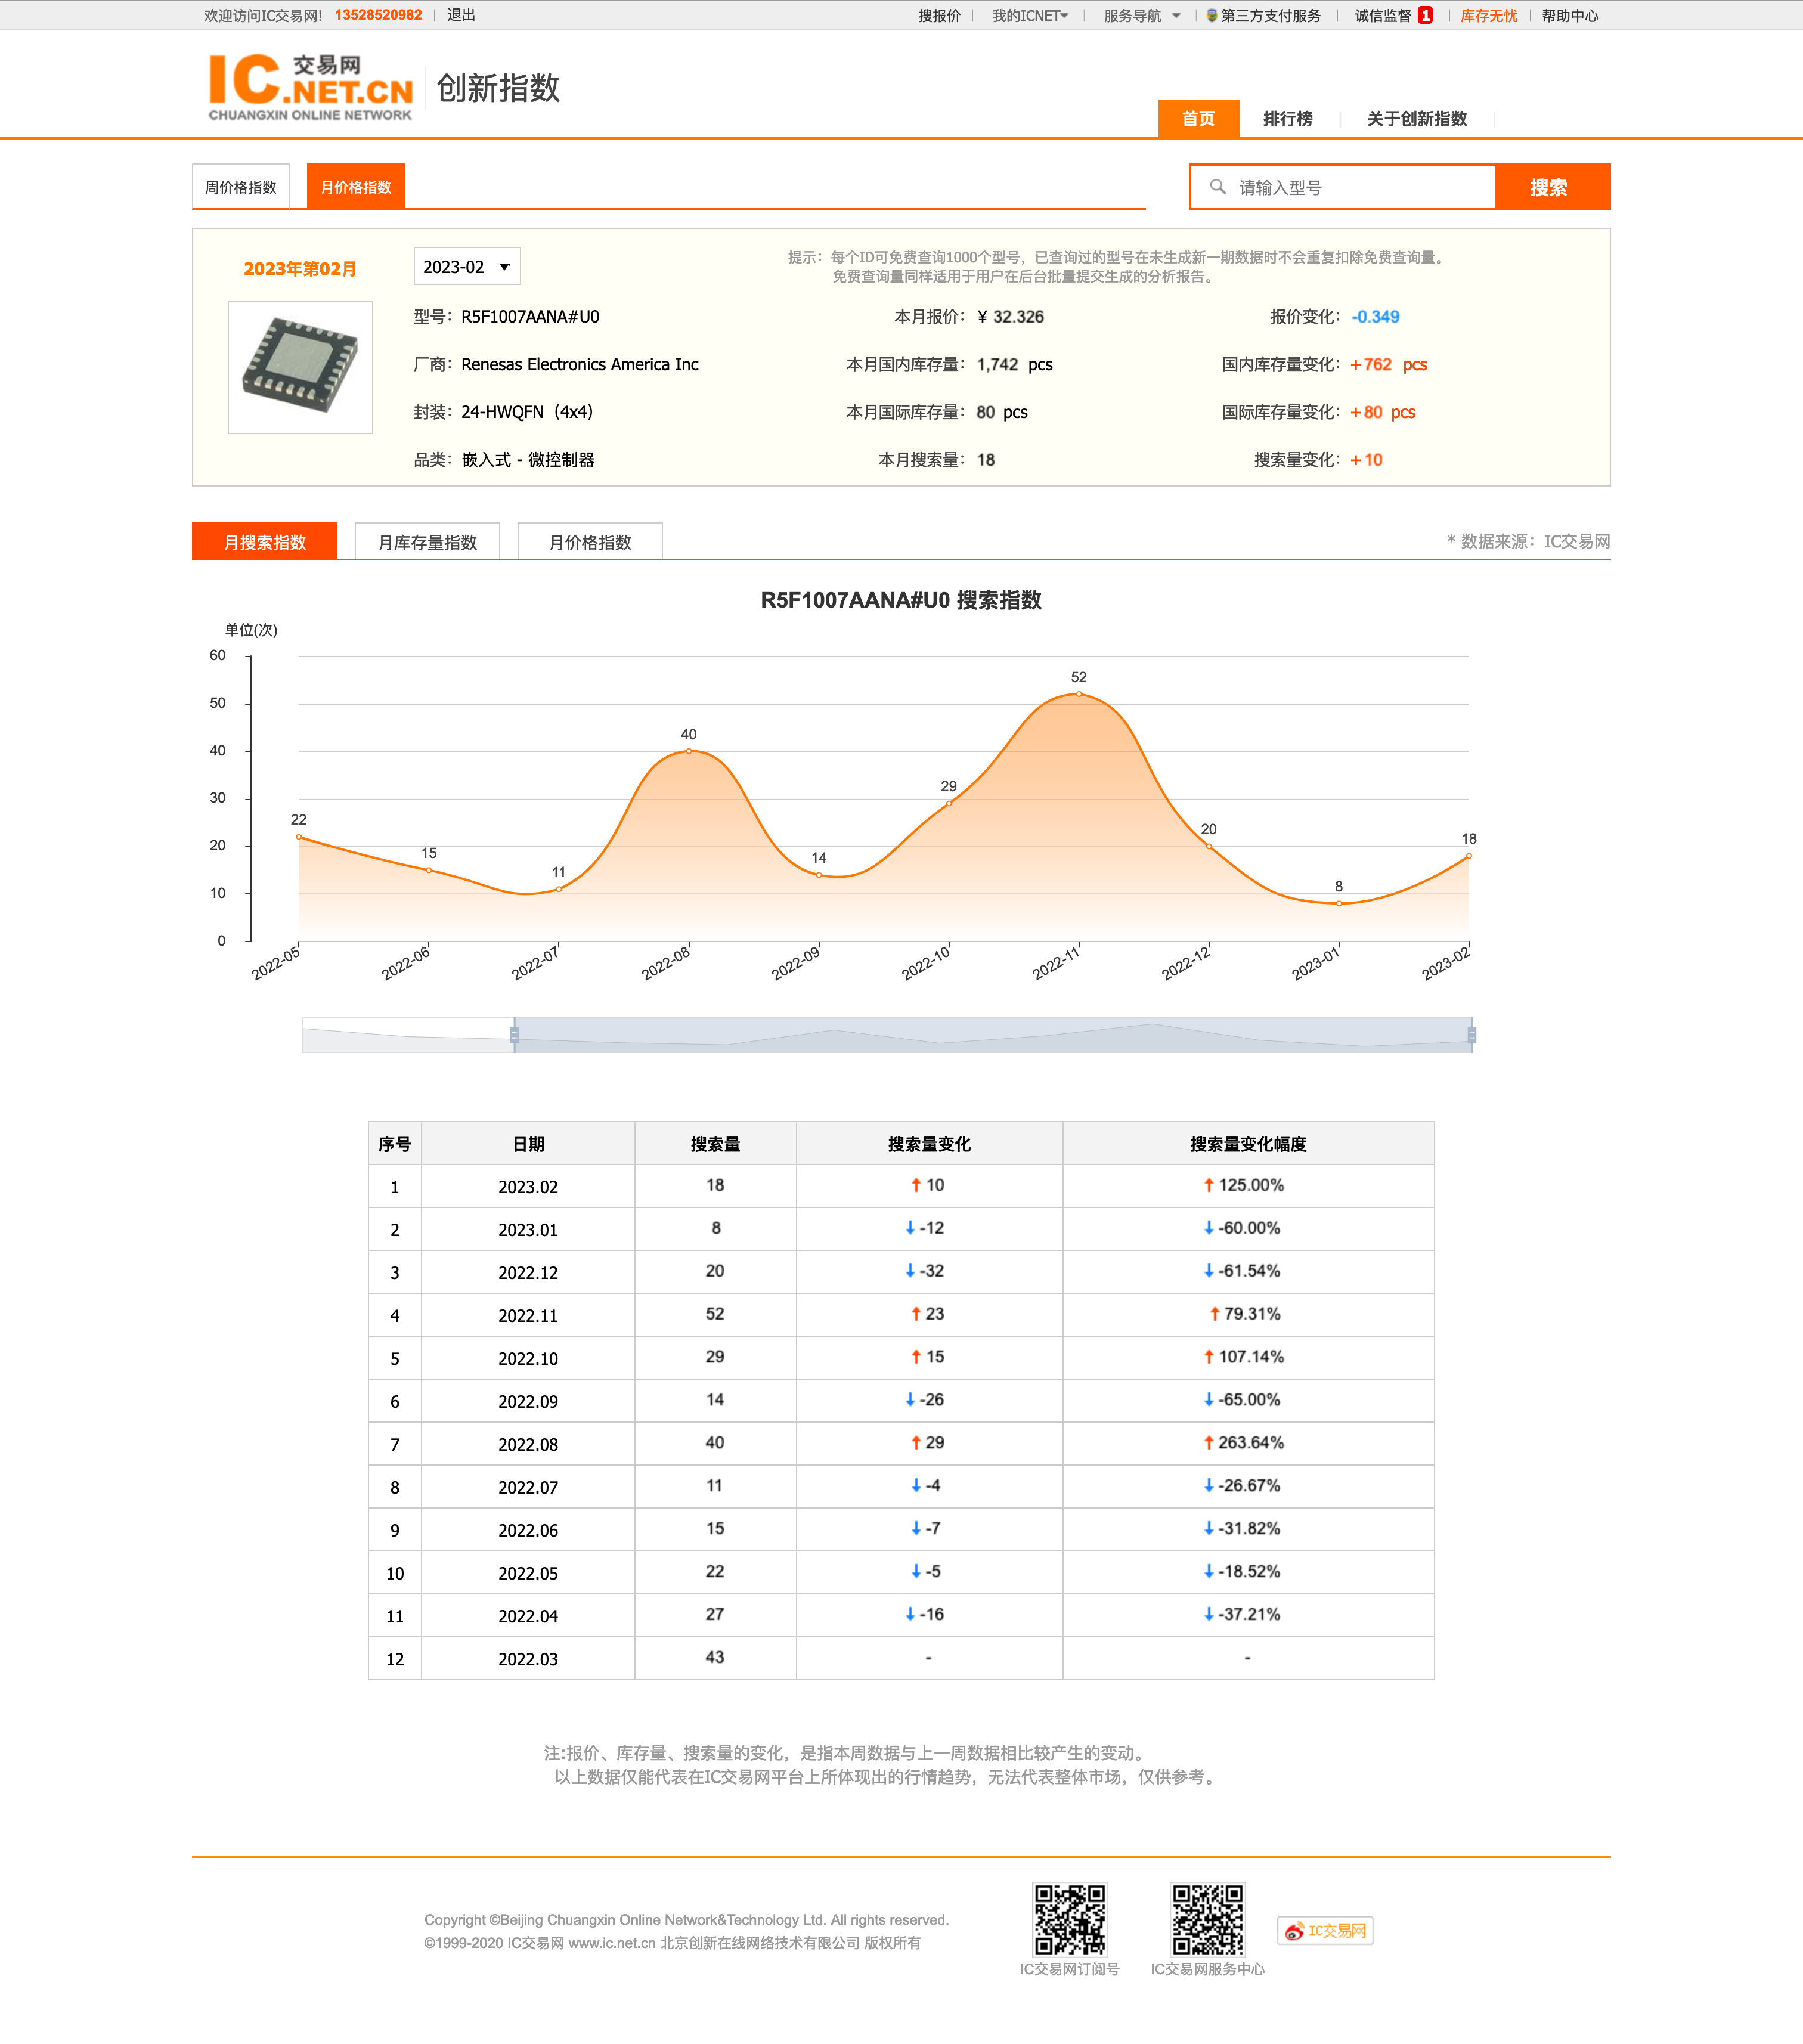 欢迎访问IC交易网! 13528520982 | 退出 搜报价 | 我的ICNET | 服务导航 | 第三方支付服务 | 诚信监督 1 | 库存无忧 | 帮助中心
IC 交易网
.NET.CN
CHUANGXIN ONLINE NETWORK
创新指数
首页 排行榜 关于创新指数
周价格指数 月价格指数 请输入型号 搜索
2023年第02月 2023-02
提示：每个ID可免费查询1000个型号，已查询过的型号在未生成新一期数据时不会重复扣除免费查询量。
免费查询量同样适用于用户在后台批量提交生成的分析报告。
型号：R5F1007AANA#U0 本月报价：¥ 32.326 报价变化：-0.349
厂商：Renesas Electronics America Inc 本月国内库存量：1,742 pcs 国内库存量变化：+762 pcs
封装：24-HWQFN（4x4） 本月国际库存量：80 pcs 国际库存量变化：+80 pcs
品类：嵌入式 - 微控制器 本月搜索量：18 搜索量变化：+10
月搜索指数 月库存量指数 月价格指数 * 数据来源：IC交易网
R5F1007AANA#U0 搜索指数
单位(次)
60
50
40
30
20
10
0
22 15 11 40 14 29 52 20 8 18
2022-05 2022-06 2022-07 2022-08 2022-09 2022-10 2022-11 2022-12 2023-01 2023-02
序号 日期 搜索量 搜索量变化 搜索量变化幅度
1 2023.02 18 ↑ 10 ↑ 125.00%
2 2023.01 8 ↓ -12 ↓ -60.00%
3 2022.12 20 ↓ -32 ↓ -61.54%
4 2022.11 52 ↑ 23 ↑ 79.31%
5 2022.10 29 ↑ 15 ↑ 107.14%
6 2022.09 14 ↓ -26 ↓ -65.00%
7 2022.08 40 ↑ 29 ↑ 263.64%
8 2022.07 11 ↓ -4 ↓ -26.67%
9 2022.06 15 ↓ -7 ↓ -31.82%
10 2022.05 22 ↓ -5 ↓ -18.52%
11 2022.04 27 ↓ -16 ↓ -37.21%
12 2022.03 43 - -
注:报价、库存量、搜索量的变化，是指本周数据与上一周数据相比较产生的变动。
以上数据仅能代表在IC交易网平台上所体现出的行情趋势，无法代表整体市场，仅供参考。
Copyright ©Beijing Chuangxin Online Network&Technology Ltd. All rights reserved.
©1999-2020 IC交易网 www.ic.net.cn 北京创新在线网络技术有限公司 版权所有
IC交易网订阅号 IC交易网服务中心 IC交易网